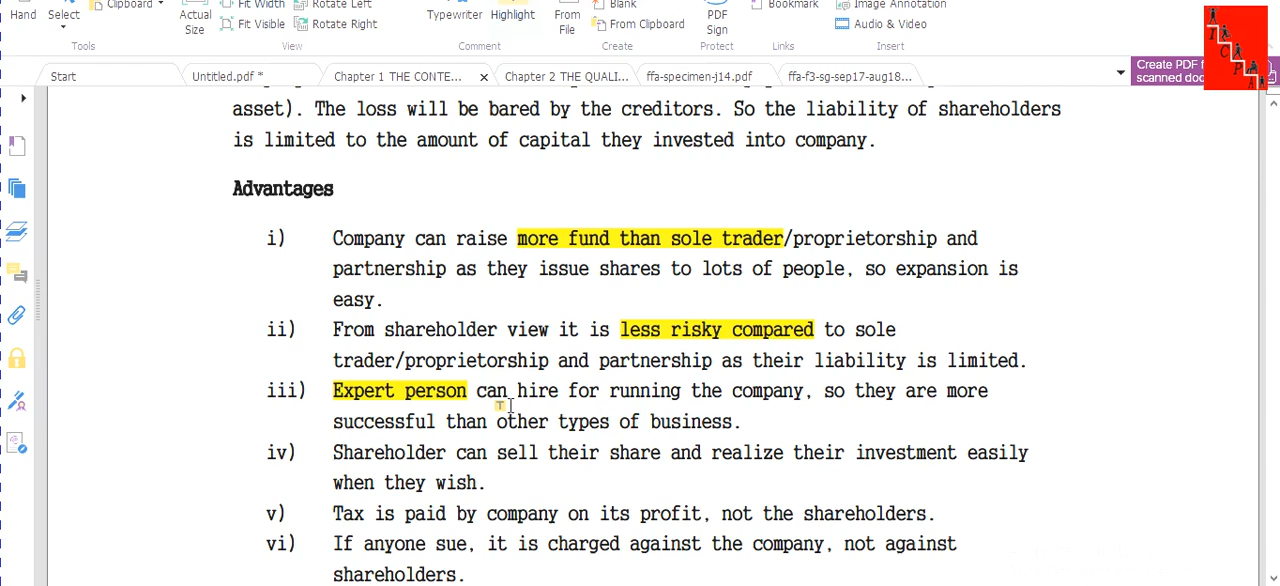 Clipboard
Fit Width
Rotate Left
Blank
Bookmark
Image Annotation
Hand
Select
Actual Size
Fit Visible
Rotate Right
Typewriter
Highlight
From File
From Clipboard
PDF Sign
Audio & Video
Tools
View
Comment
Create
Protect
Links
Insert
Start
Untitled.pdf *
Chapter 1 THE CONTE...
Chapter 2 THE QUALI...
ffa-specimen-j14.pdf
ffa-f3-sg-sep17-aug18...
Create PDF f
scanned doc
T
C
P
A
asset). The loss will be bared by the creditors. So the liability of shareholders
is limited to the amount of capital they invested into company.
Advantages
i) Company can raise more fund than sole trader/proprietorship and
partnership as they issue shares to lots of people, so expansion is
easy.
ii) From shareholder view it is less risky compared to sole
trader/proprietorship and partnership as their liability is limited.
iii) Expert person can hire for running the company, so they are more
successful than other types of business.
iv) Shareholder can sell their share and realize their investment easily
when they wish.
v) Tax is paid by company on its profit, not the shareholders.
vi) If anyone sue, it is charged against the company, not against
shareholders.